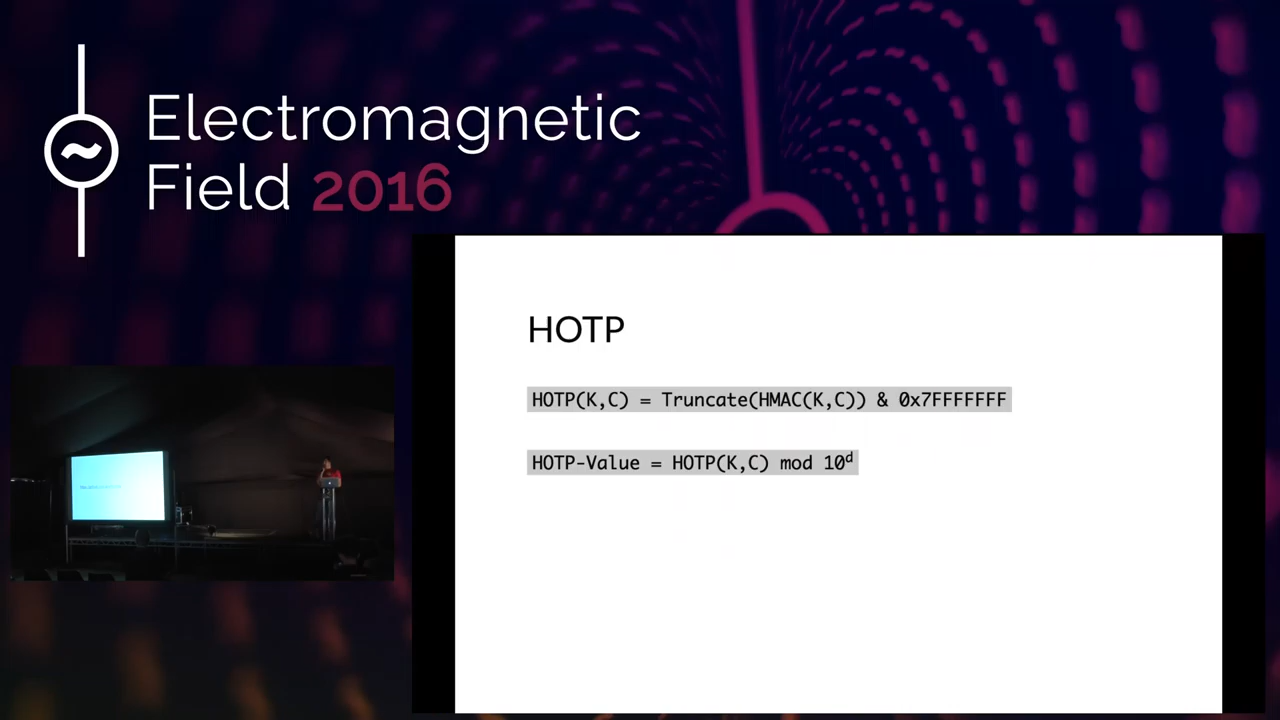 Electromagnetic
Field 2016
HOTP
HOTP(K,C) = Truncate(HMAC(K,C)) & 0x7FFFFFFF
HOTP-Value = HOTP(K,C) mod 10ᵈ